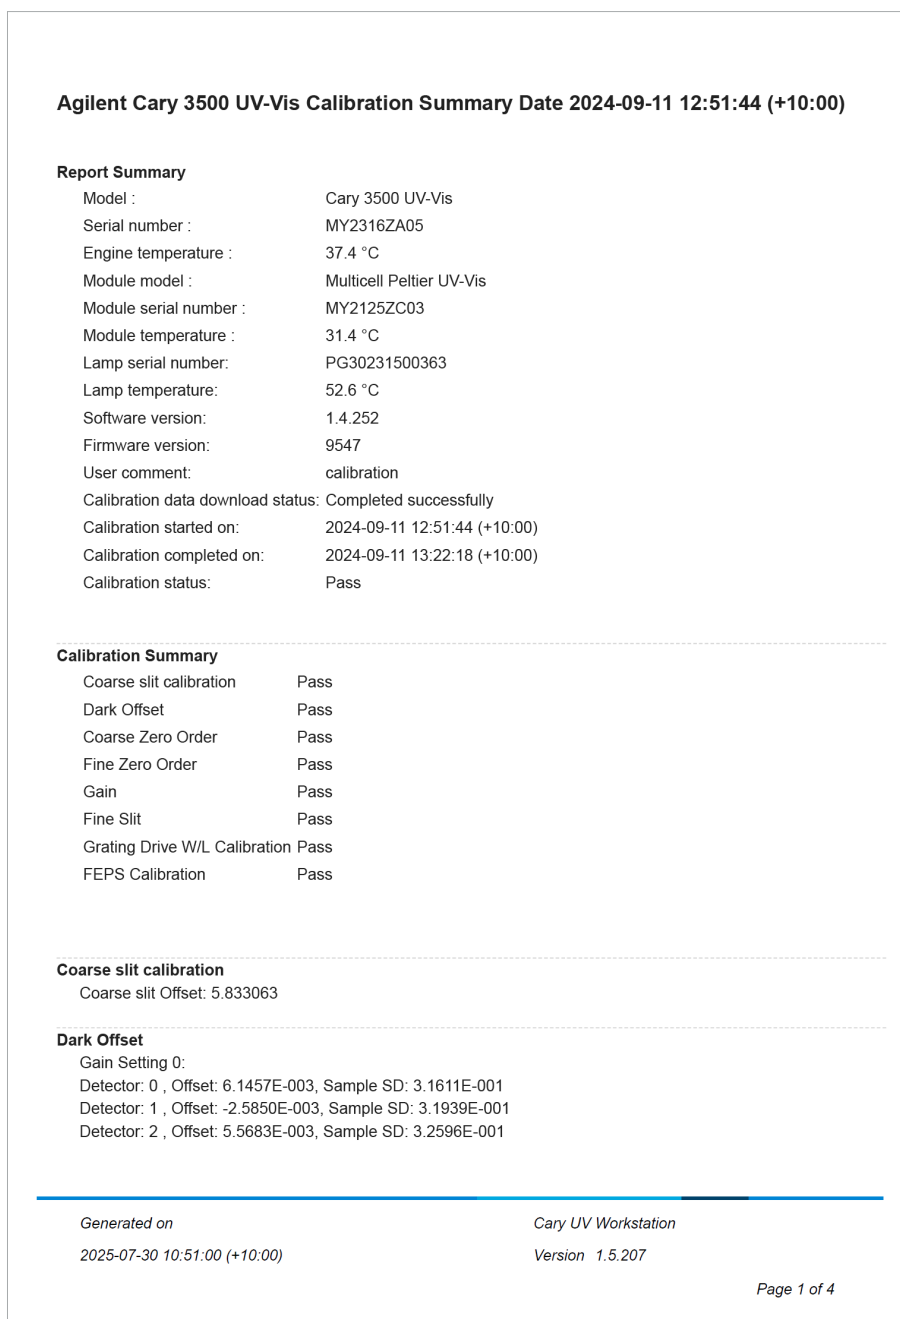 Agilent Cary 3500 UV-Vis Calibration Summary Date 2024-09-11 12:51:44 (+10:00)
Report Summary
Model : Cary 3500 UV-Vis
Serial number : MY2316ZA05
Engine temperature : 37.4 °C
Module model : Multicell Peltier UV-Vis
Module serial number : MY2125ZC03
Module temperature : 31.4 °C
Lamp serial number: PG30231500363
Lamp temperature: 52.6 °C
Software version: 1.4.252
Firmware version: 9547
User comment: calibration
Calibration data download status: Completed successfully
Calibration started on: 2024-09-11 12:51:44 (+10:00)
Calibration completed on: 2024-09-11 13:22:18 (+10:00)
Calibration status: Pass
Calibration Summary
Coarse slit calibration Pass
Dark Offset Pass
Coarse Zero Order Pass
Fine Zero Order Pass
Gain Pass
Fine Slit Pass
Grating Drive W/L Calibration Pass
FEPS Calibration Pass
Coarse slit calibration
Coarse slit Offset: 5.833063
Dark Offset
Gain Setting 0:
Detector: 0 , Offset: 6.1457E-003, Sample SD: 3.1611E-001
Detector: 1 , Offset: -2.5850E-003, Sample SD: 3.1939E-001
Detector: 2 , Offset: 5.5683E-003, Sample SD: 3.2596E-001
Generated on Cary UV Workstation
2025-07-30 10:51:00 (+10:00) Version 1.5.207
Page 1 of 4